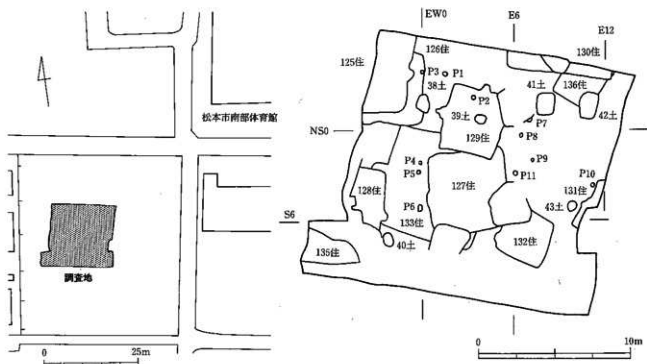 松本市南部体育館
調査地
0 25m
EW0
E6
E12
125住
126住
130住
P3
P1
38土
P2
41土
136住
39土
42土
NS0
129住
P7
P8
P4
P9
P5
P11
P10
128住
127住
131住
P6
43土
S6
133住
40土
132住
135住
0 10m